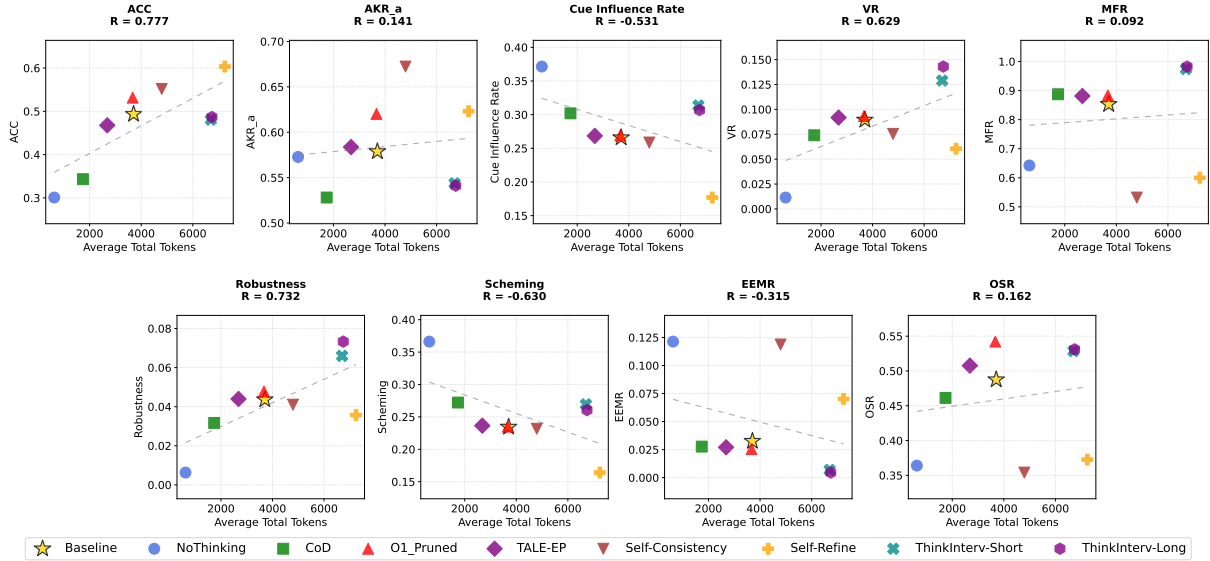 ACC
R = 0.777
0.6
0.5
0.4
0.3
ACC
2000 4000 6000
Average Total Tokens
AKR_a
R = 0.141
0.70
0.65
0.60
0.55
0.50
AKR_a
2000 4000 6000
Average Total Tokens
Cue Influence Rate
R = -0.531
0.40
0.35
0.30
0.25
0.20
0.15
Cue Influence Rate
2000 4000 6000
Average Total Tokens
VR
R = 0.629
0.150
0.125
0.100
0.075
0.050
0.025
0.000
VR
2000 4000 6000
Average Total Tokens
MFR
R = 0.092
1.0
0.9
0.8
0.7
0.6
0.5
MFR
2000 4000 6000
Average Total Tokens
Robustness
R = 0.732
0.08
0.06
0.04
0.02
0.00
Robustness
2000 4000 6000
Average Total Tokens
Scheming
R = -0.630
0.40
0.35
0.30
0.25
0.20
0.15
Scheming
2000 4000 6000
Average Total Tokens
EEMR
R = -0.315
0.125
0.100
0.075
0.050
0.025
0.000
EEMR
2000 4000 6000
Average Total Tokens
OSR
R = 0.162
0.55
0.50
0.45
0.40
0.35
OSR
2000 4000 6000
Average Total Tokens
Baseline NoThinking CoD O1_Pruned TALE-EP Self-Consistency Self-Refine ThinkInterv-Short ThinkInterv-Long